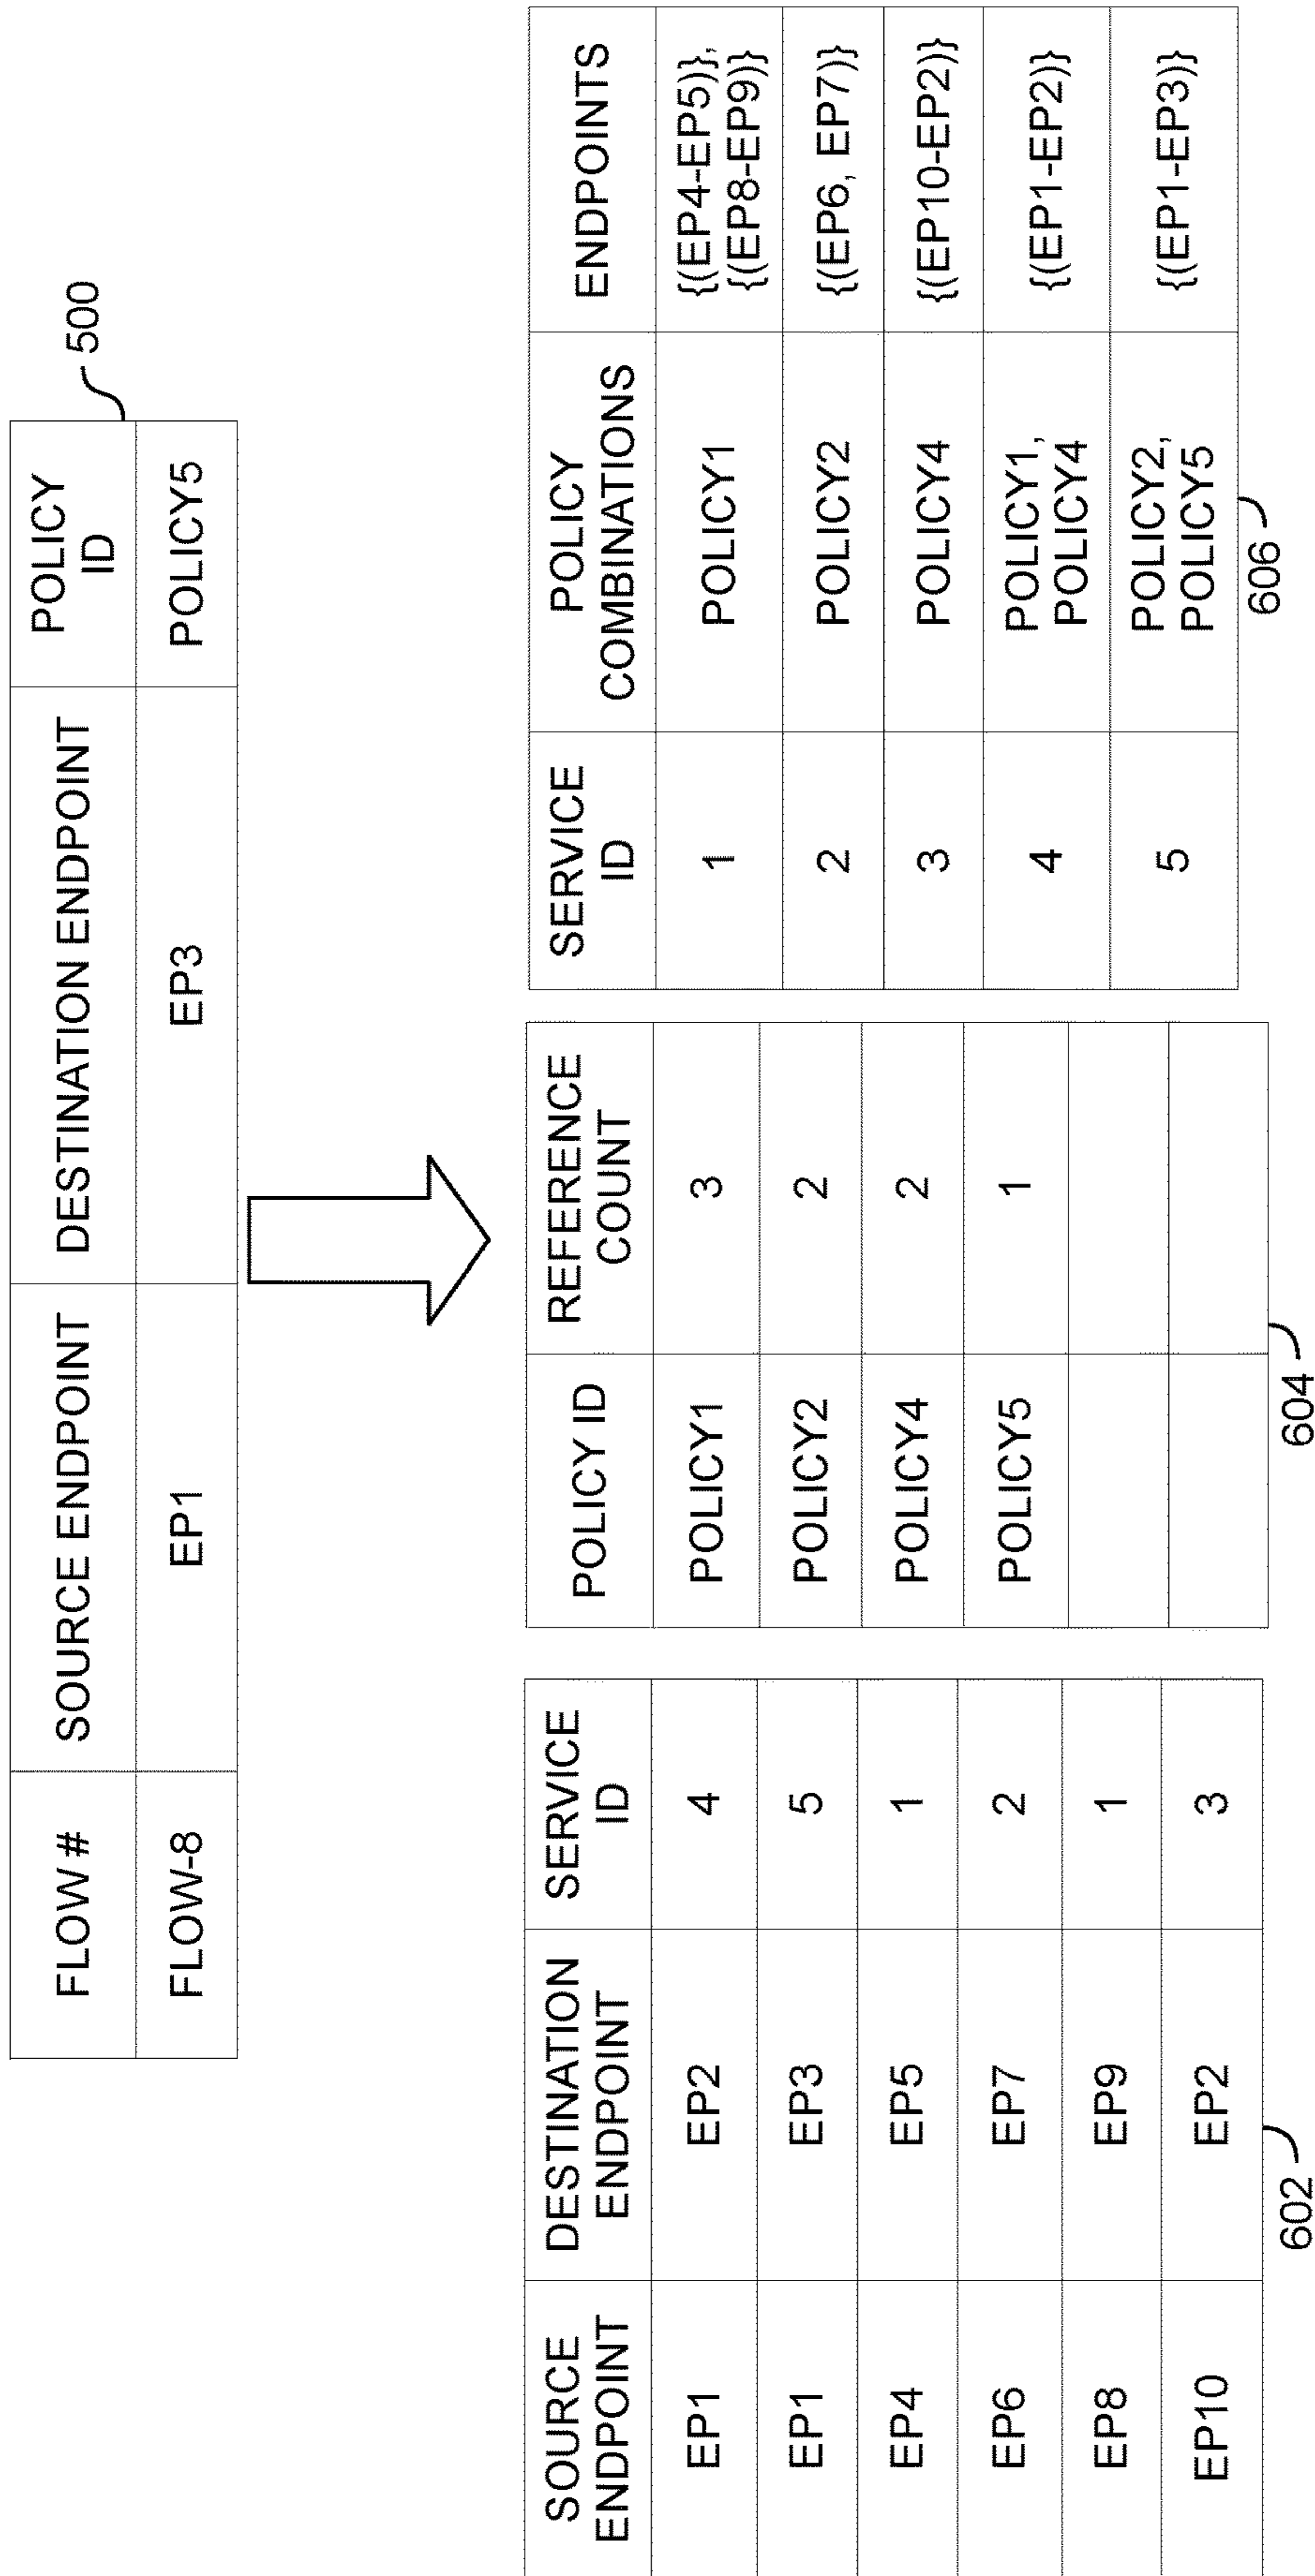 FLOW #
SOURCE ENDPOINT
DESTINATION ENDPOINT
POLICY
ID
FLOW-8
EP1
EP3
POLICY5
500
SOURCE
ENDPOINT
DESTINATION
ENDPOINT
SERVICE
ID
EP1
EP2
4
EP1
EP3
5
EP4
EP5
1
EP6
EP7
2
EP8
EP9
1
EP10
EP2
3
602
POLICY ID
REFERENCE
COUNT
POLICY1
3
POLICY2
2
POLICY4
2
POLICY5
1
604
SERVICE
ID
POLICY
COMBINATIONS
ENDPOINTS
1
POLICY1
{(EP4-EP5)},
{(EP8-EP9)}
2
POLICY2
{(EP6, EP7)}
3
POLICY4
{(EP10-EP2)}
4
POLICY1,
POLICY4
{(EP1-EP2)}
5
POLICY2,
POLICY5
{(EP1-EP3)}
606